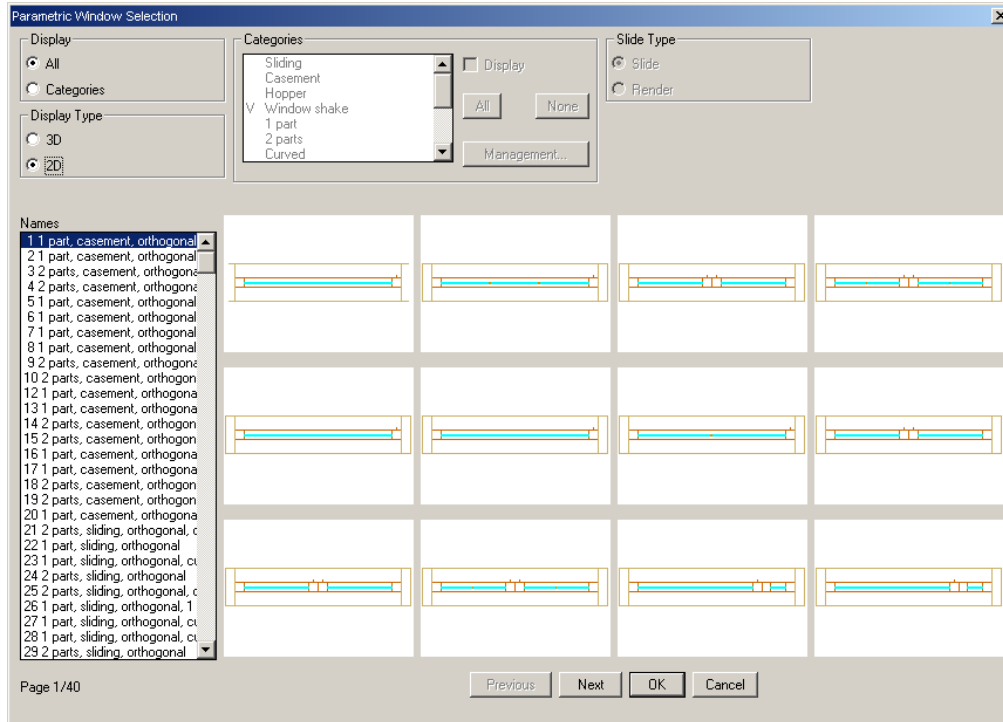 Parametric Window Selection
Display
All
Categories
Display Type
3D
2D
Categories
Sliding
Casement
Hopper
V Window shake
1 part
2 parts
Curved
Display
All None
Management...
Slide Type
Slide
Render
Names
1 1 part, casement, orthogonal
2 1 part, casement, orthogonal
3 2 parts, casement, orthogona
4 2 parts, casement, orthogona
5 1 part, casement, orthogonal
6 1 part, casement, orthogonal
7 1 part, casement, orthogonal
8 1 part, casement, orthogonal
9 2 parts, casement, orthogona
10 2 parts, casement, orthogon
12 1 part, casement, orthogona
13 1 part, casement, orthogona
14 2 parts, casement, orthogon
15 2 parts, casement, orthogon
16 1 part, casement, orthogona
17 1 part, casement, orthogona
18 2 parts, casement, orthogon
19 2 parts, casement, orthogon
20 1 part, casement, orthogona
21 2 parts, sliding, orthogonal, c
22 1 part, sliding, orthogonal
23 1 part, sliding, orthogonal, cu
24 2 parts, sliding, orthogonal
25 2 parts, sliding, orthogonal, c
26 1 part, sliding, orthogonal, 1
27 1 part, sliding, orthogonal, cu
28 1 part, sliding, orthogonal, cu
29 2 parts, sliding, orthogonal
Page 1/40
Previous Next OK Cancel